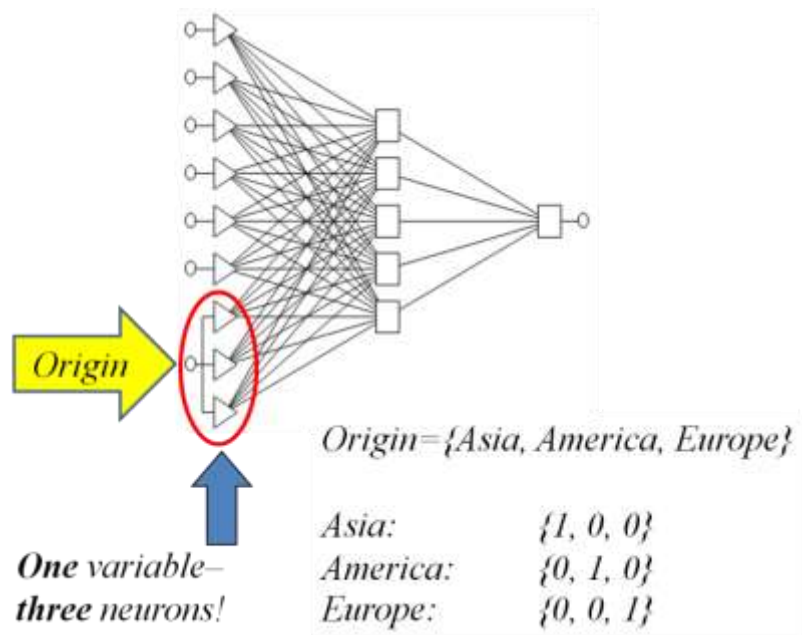 Origin
Origin={Asia, America, Europe}
Asia: {1, 0, 0}
America: {0, 1, 0}
Europe: {0, 0, 1}
One variable–
three neurons!